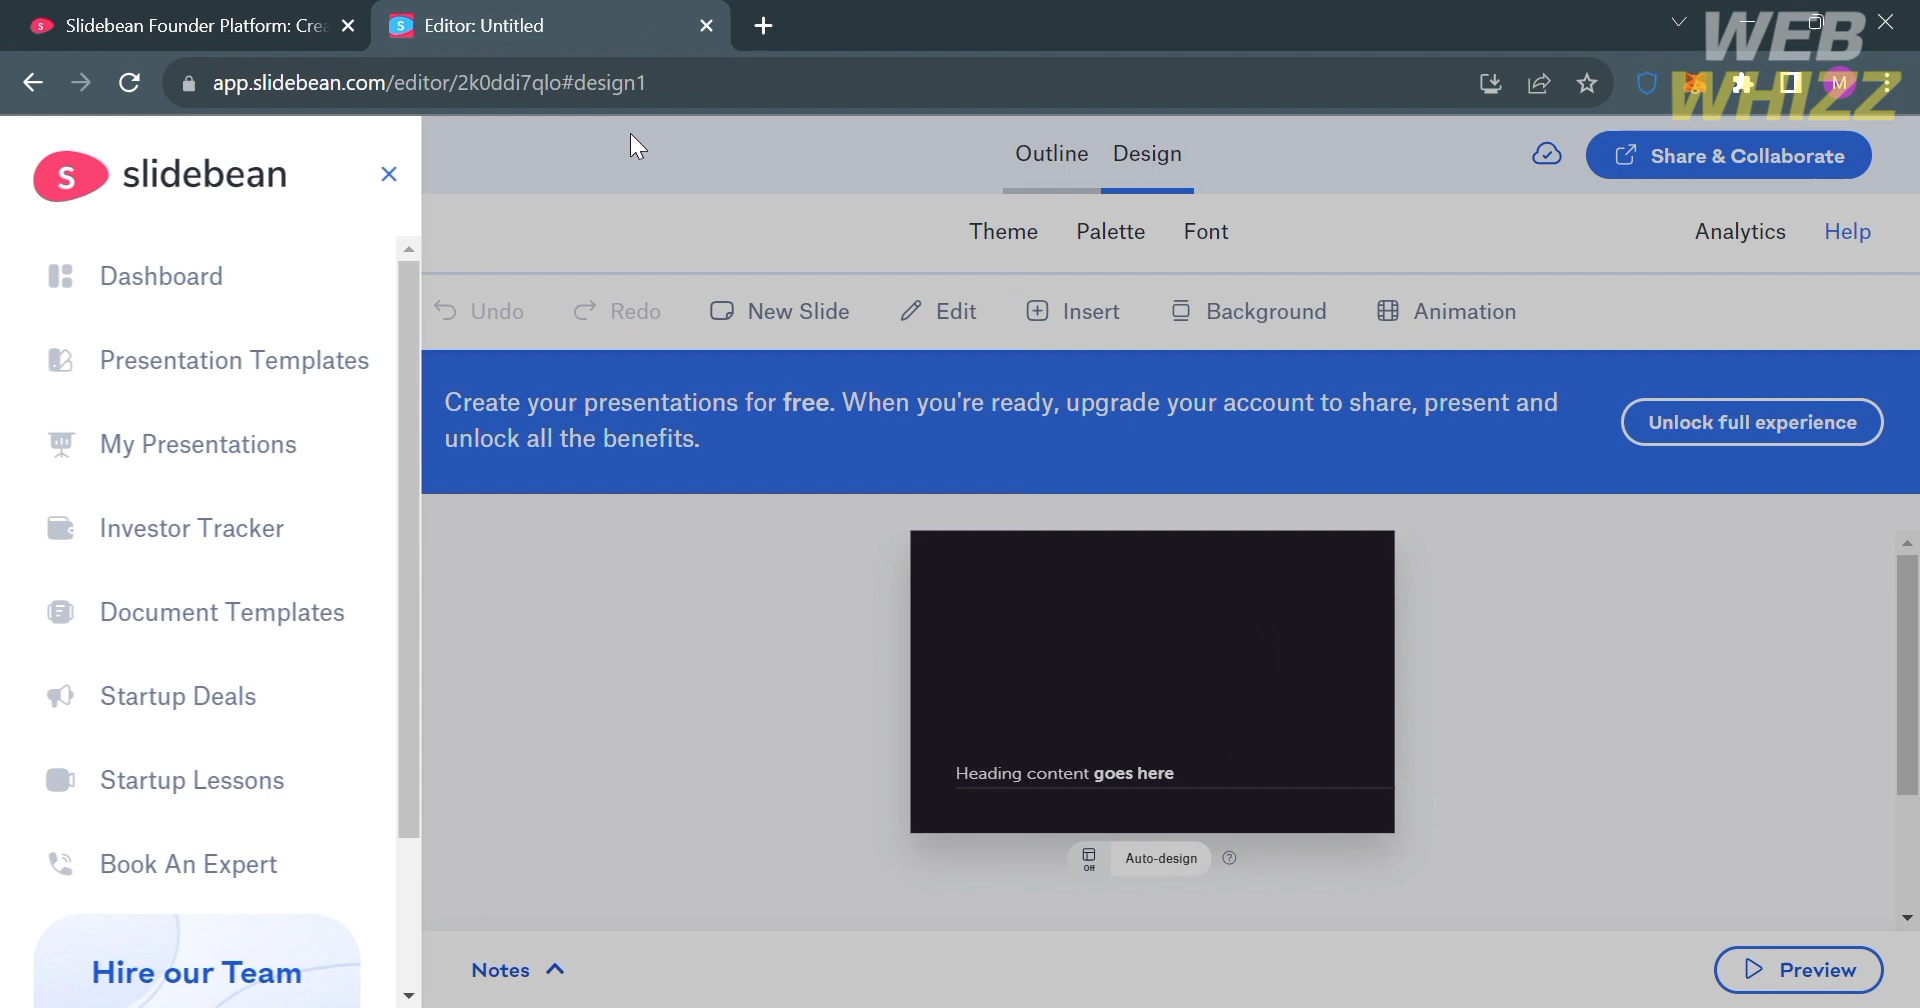 Slidebean Founder Platform: Crea
Editor: Untitled
WEB
WHIZZ
app.slidebean.com/editor/2k0ddi7qlo#design1
M
S slidebean
Outline Design
Share & Collaborate
Theme Palette Font
Analytics Help
Dashboard
Presentation Templates
My Presentations
Investor Tracker
Document Templates
Startup Deals
Startup Lessons
Book An Expert
Hire our Team
Undo Redo New Slide Edit Insert Background Animation
Create your presentations for free. When you're ready, upgrade your account to share, present and
unlock all the benefits.
Unlock full experience
Heading content goes here
Off
Auto-design
Notes
Preview